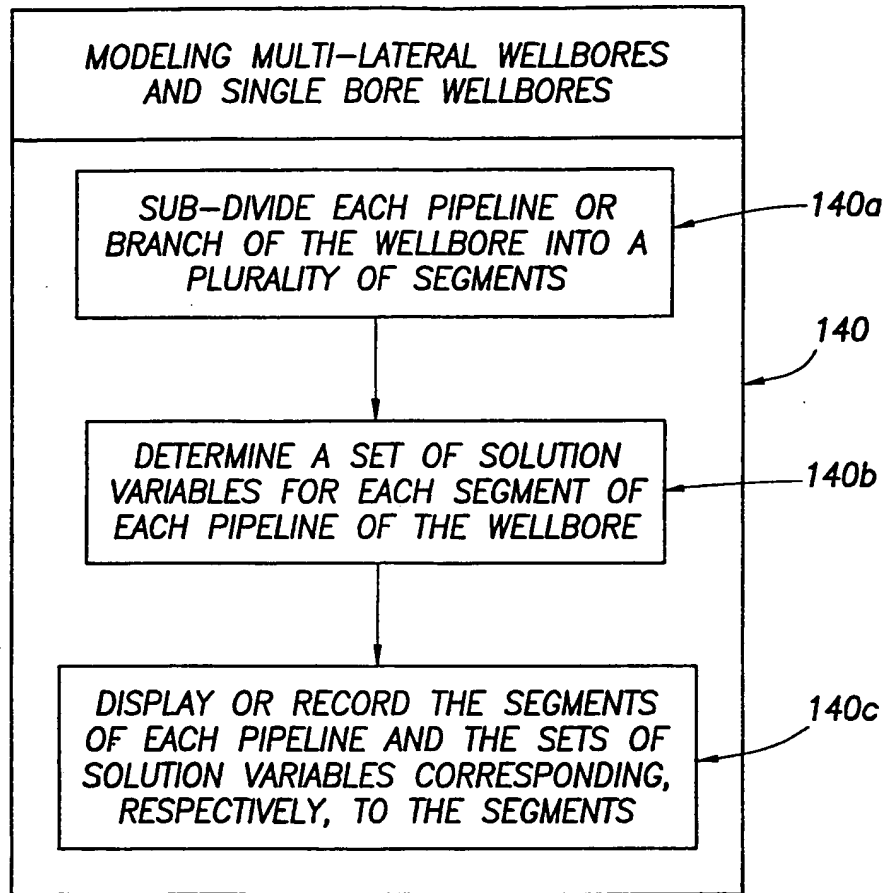 MODELING MULTI-LATERAL WELLBORES
AND SINGLE BORE WELLBORES
SUB-DIVIDE EACH PIPELINE OR
BRANCH OF THE WELLBORE INTO A
PLURALITY OF SEGMENTS
140a
140
DETERMINE A SET OF SOLUTION
VARIABLES FOR EACH SEGMENT OF
EACH PIPELINE OF THE WELLBORE
140b
DISPLAY OR RECORD THE SEGMENTS
OF EACH PIPELINE AND THE SETS OF
SOLUTION VARIABLES CORRESPONDING,
RESPECTIVELY, TO THE SEGMENTS
140c